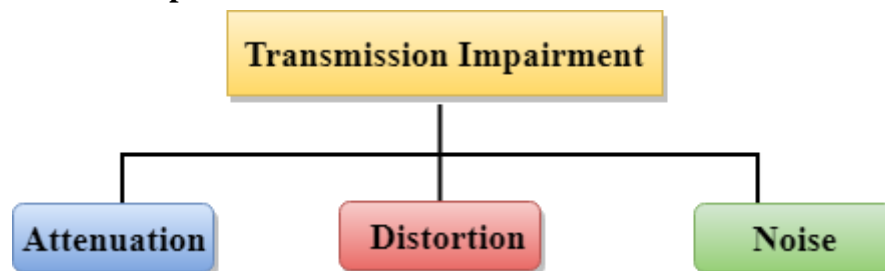 Transmission Impairment
Attenuation
Distortion
Noise